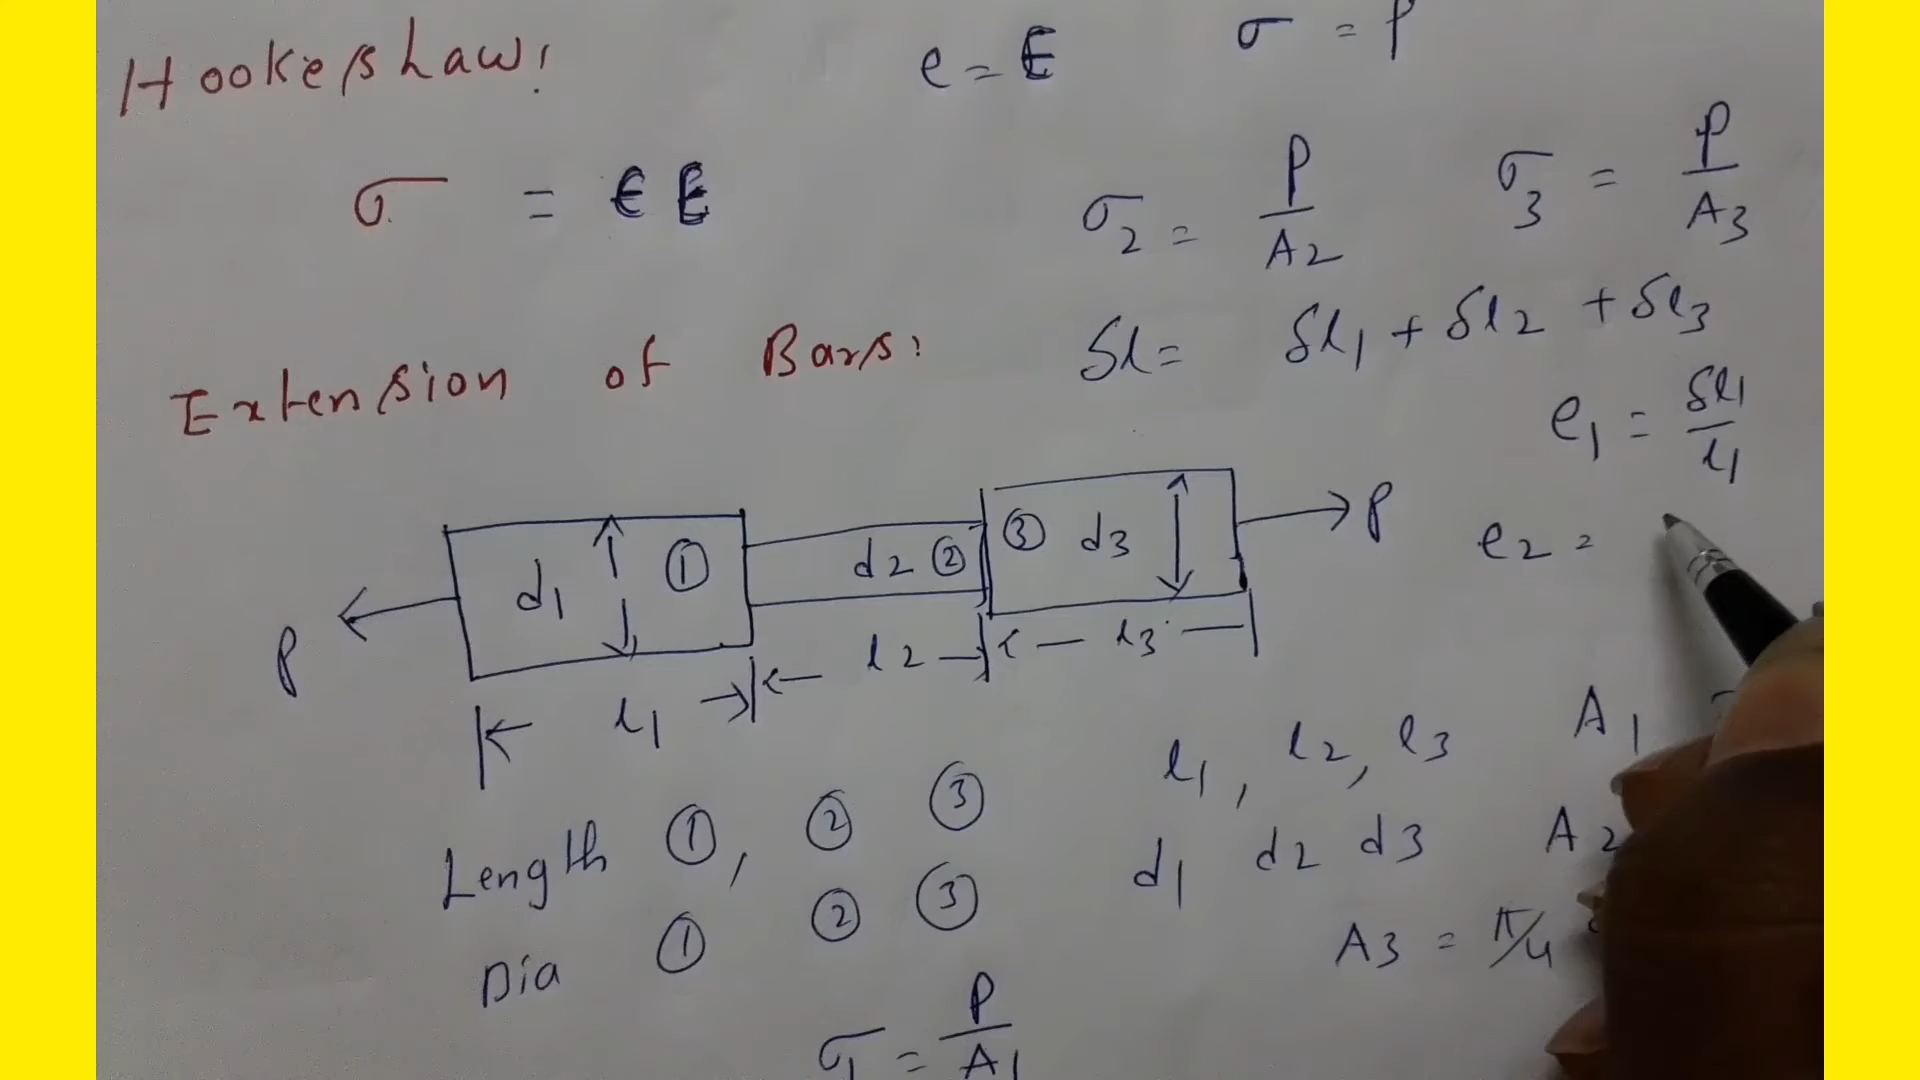 Hooke's Law:
e = E
σ = P
σ = ϵ E
σ2 = P/A2
σ3 = P/A3
δl = δl1 + δl2 + δl3
Extension of Bars:
e1 = δl1/l1
e2 =
P d1 ① d2 ② ③ d3 P
l1 l2 l3
l1, l2, l3
A1 =
Length ①, ② ③
d1 d2 d3
A2
Dia ① ② ③
A3 = π/4
σ1 = P/A1